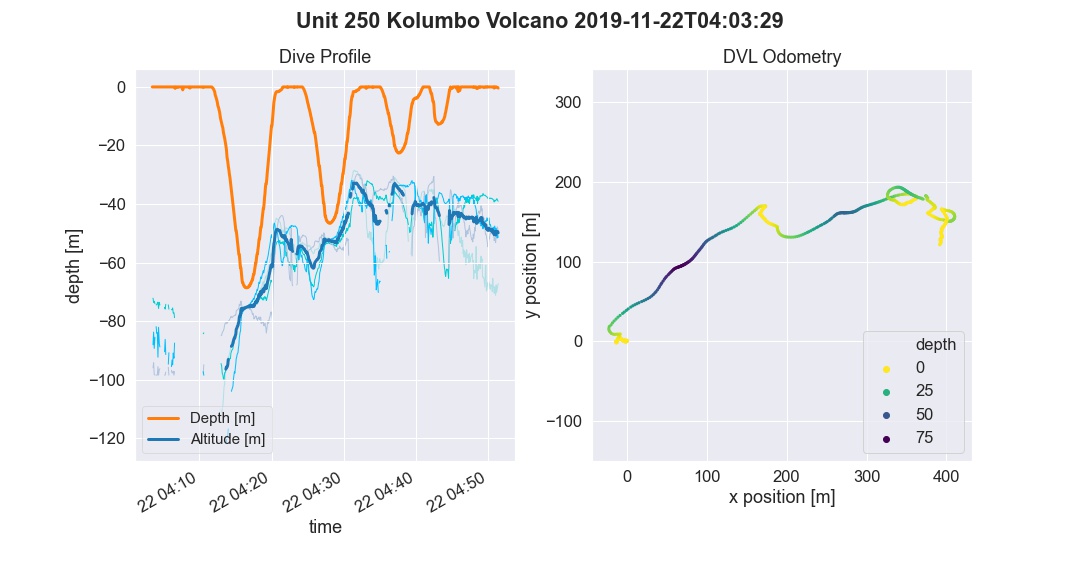 Unit 250 Kolumbo Volcano 2019-11-22T04:03:29
Dive Profile
depth [m]
0
−20
−40
−60
−80
−100
−120
Depth [m]
Altitude [m]
22 04:10
22 04:20
22 04:30
22 04:40
22 04:50
time
DVL Odometry
y position [m]
300
200
100
0
−100
depth
0
25
50
75
0
100
200
300
400
x position [m]